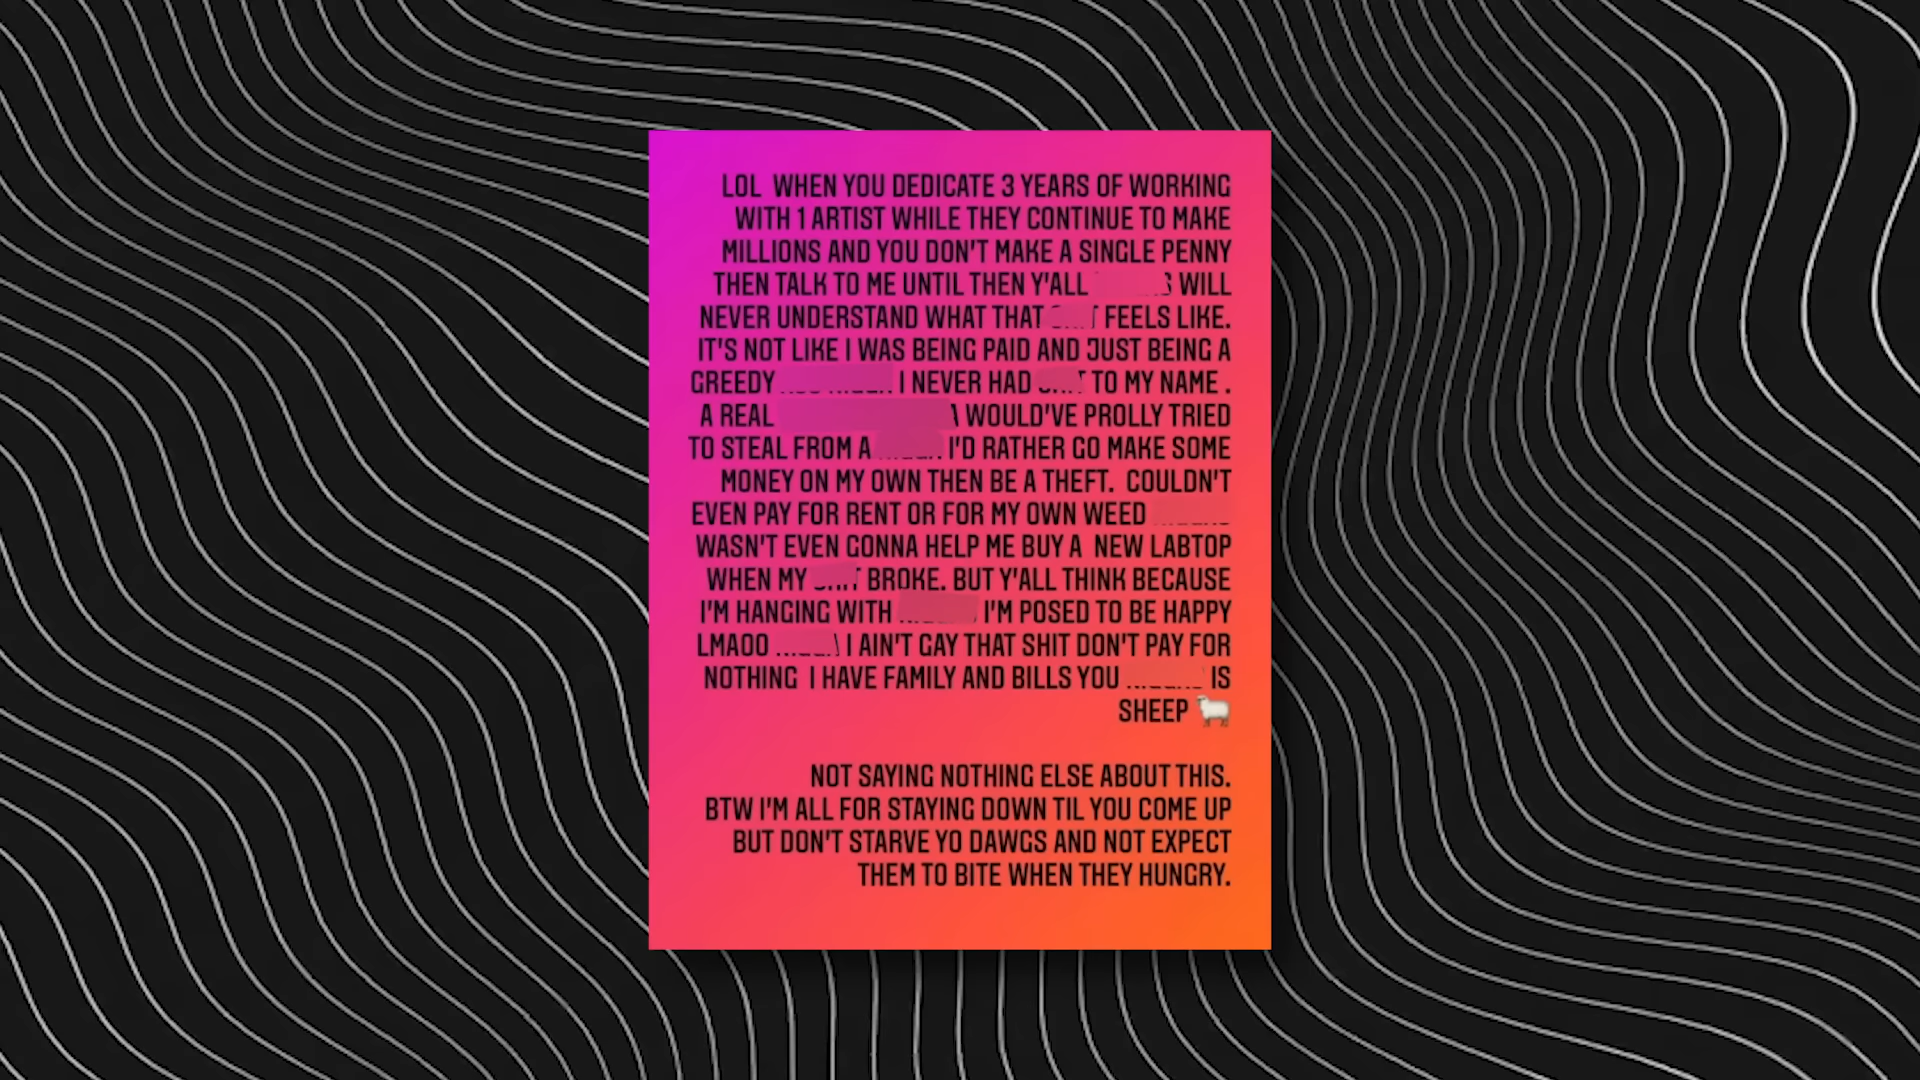 LOL WHEN YOU DEDICATE 3 YEARS OF WORKING
WITH 1 ARTIST WHILE THEY CONTINUE TO MAKE
MILLIONS AND YOU DON'T MAKE A SINGLE PENNY
THEN TALK TO ME UNTIL THEN Y'ALL WILL
NEVER UNDERSTAND WHAT THAT FEELS LIKE.
IT'S NOT LIKE I WAS BEING PAID AND JUST BEING A
GREEDY I NEVER HAD TO MY NAME .
A REAL WOULD'VE PROLLY TRIED
TO STEAL FROM A I'D RATHER GO MAKE SOME
MONEY ON MY OWN THEN BE A THEFT. COULDN'T
EVEN PAY FOR RENT OR FOR MY OWN WEED
WASN'T EVEN GONNA HELP ME BUY A NEW LABTOP
WHEN MY BROKE. BUT Y'ALL THINK BECAUSE
I'M HANGING WITH I'M POSED TO BE HAPPY
LMAOO I AIN'T GAY THAT SHIT DON'T PAY FOR
NOTHING I HAVE FAMILY AND BILLS YOU IS
SHEEP 🐑
NOT SAYING NOTHING ELSE ABOUT THIS.
BTW I'M ALL FOR STAYING DOWN TIL YOU COME UP
BUT DON'T STARVE YO DAWGS AND NOT EXPECT
THEM TO BITE WHEN THEY HUNGRY.